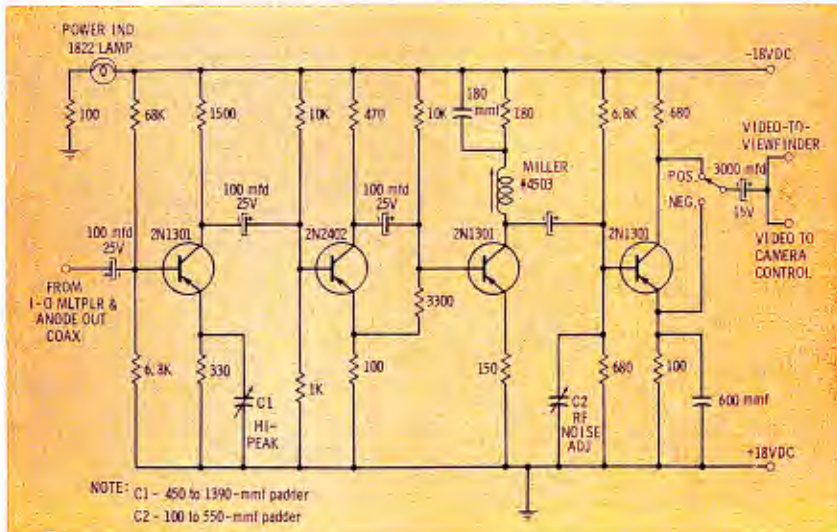 POWER IND
1822 LAMP
-18VDC
100
68K
1500
10K
470
10K
180
mmf
180
6.8K
680
VIDEO-TO-
VIEWFINDER
3000 mfd
POS.
NEG.
15V
MILLER
#4503
100 mfd
25V
100 mfd
25V
100 mfd
25V
2N1301
2N2402
2N1301
2N1301
VIDEO TO
CAMERA
CONTROL
FROM
I-O MLTPLR &
ANODE OUT
COAX
3300
6.8K
330
C1
HI-
PEAK
1K
100
150
C2
RF
NOISE
ADJ
680
100
600 mmf
+18VDC
NOTE: C1 - 450 to 1390-mmf padder
C2 - 100 to 550-mmf padder